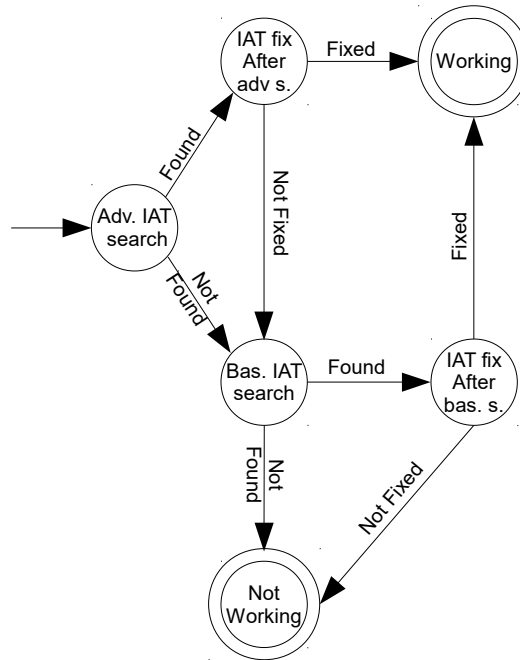 IAT fix
After
adv s.
Fixed
Working
Found
Adv. IAT
search
Not Fixed
Not
Found
Fixed
Bas. IAT
search
Found
IAT fix
After
bas. s.
Not
Found
Not Fixed
Not
Working